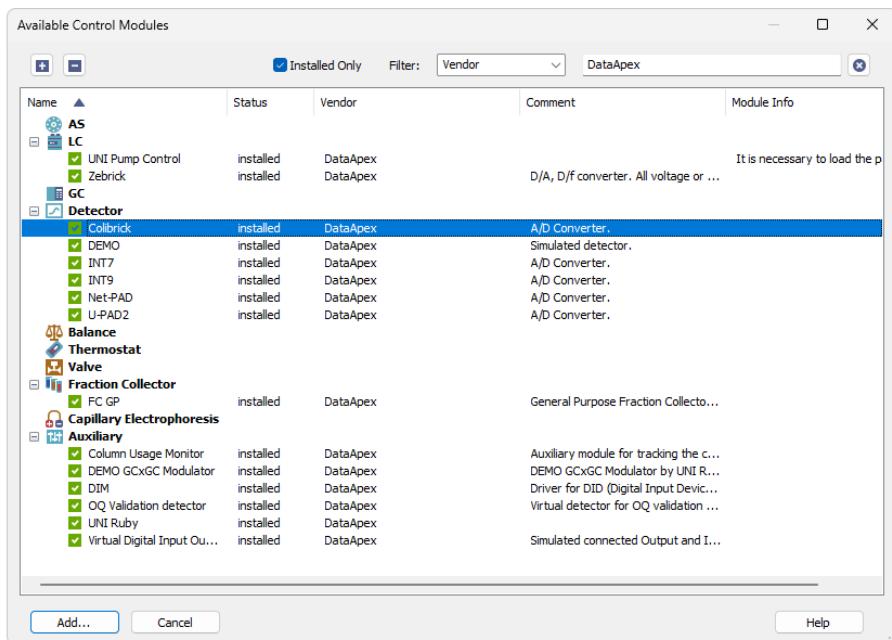 Available Control Modules
Installed Only Filter: Vendor DataApex
Name Status Vendor Comment Module Info
AS
LC
UNI Pump Control installed DataApex It is necessary to load the p
Zebrick installed DataApex D/A, D/f converter. All voltage or ...
GC
Detector
Colibrick installed DataApex A/D Converter.
DEMO installed DataApex Simulated detector.
INT7 installed DataApex A/D Converter.
INT9 installed DataApex A/D Converter.
Net-PAD installed DataApex A/D Converter.
U-PAD2 installed DataApex A/D Converter.
Balance
Thermostat
Valve
Fraction Collector
FC GP installed DataApex General Purpose Fraction Collecto...
Capillary Electrophoresis
Auxiliary
Column Usage Monitor installed DataApex Auxiliary module for tracking the c...
DEMO GCxGC Modulator installed DataApex DEMO GCxGC Modulator by UNI R...
DIM installed DataApex Driver for DID (Digital Input Devic...
OQ Validation detector installed DataApex Virtual detector for OQ validation ...
UNI Ruby installed DataApex
Virtual Digital Input Ou... installed DataApex Simulated connected Output and I...
Add... Cancel Help